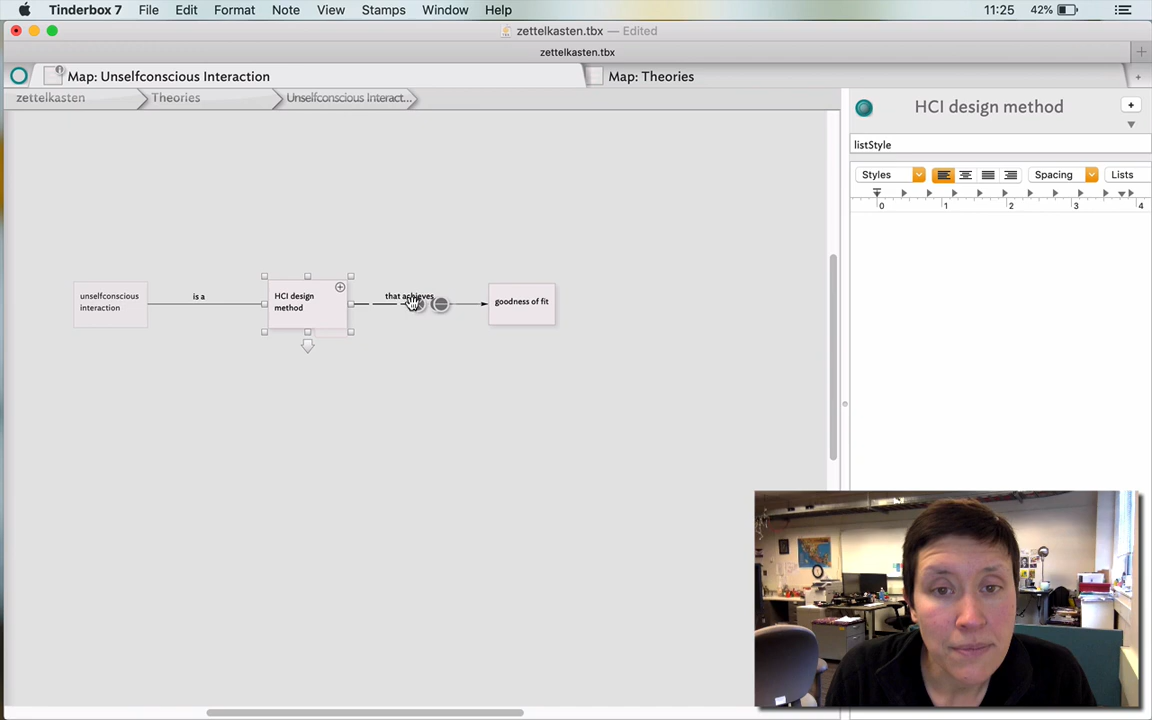 Tinderbox 7 File Edit Format Note View Stamps Window Help 11:25 42%
zettelkasten.tbx — Edited
zettelkasten.tbx
Map: Unselfconscious Interaction Map: Theories
zettelkasten Theories Unselfconscious Interact...
HCI design method
listStyle
Styles Spacing Lists
0 1 2 3 4
unselfconscious
interaction
is a
HCI design
method
that achieves
goodness of fit